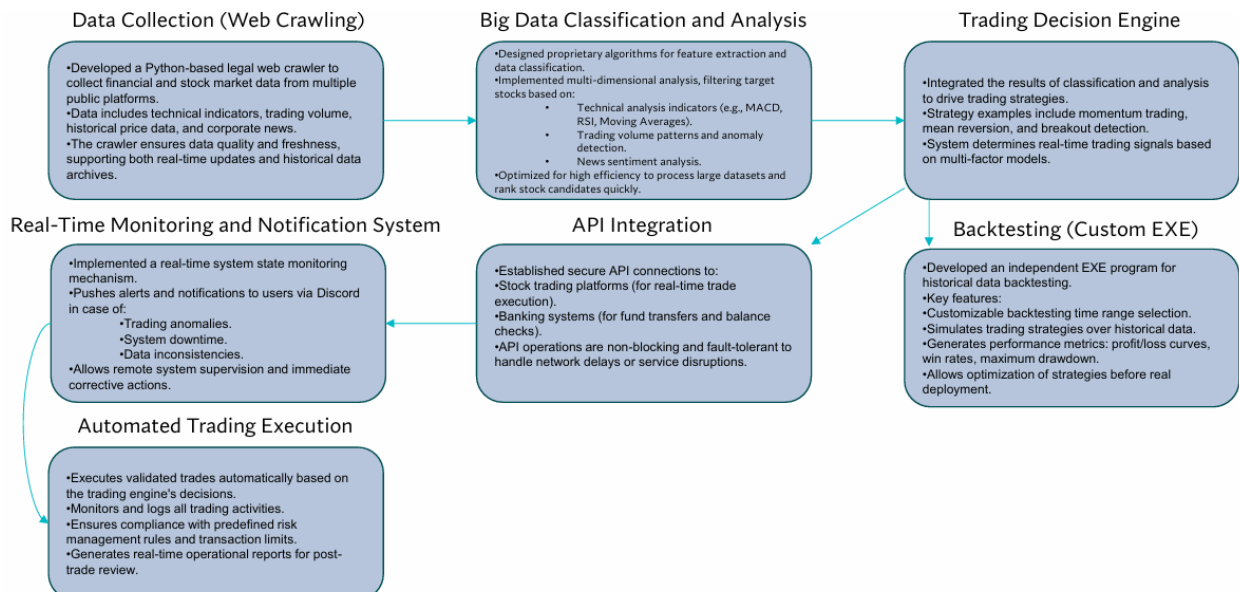 Data Collection (Web Crawling)
•Developed a Python-based legal web crawler to
collect financial and stock market data from multiple
public platforms.
•Data includes technical indicators, trading volume,
historical price data, and corporate news.
•The crawler ensures data quality and freshness,
supporting both real-time updates and historical data
archives.
Big Data Classification and Analysis
•Designed proprietary algorithms for feature extraction and
data classification.
•Implemented multi-dimensional analysis, filtering target
stocks based on:
• Technical analysis indicators (e.g., MACD,
RSI, Moving Averages).
• Trading volume patterns and anomaly
detection.
• News sentiment analysis.
•Optimized for high efficiency to process large datasets and
rank stock candidates quickly.
Trading Decision Engine
•Integrated the results of classification and analysis
to drive trading strategies.
•Strategy examples include momentum trading,
mean reversion, and breakout detection.
•System determines real-time trading signals based
on multi-factor models.
Real-Time Monitoring and Notification System
•Implemented a real-time system state monitoring
mechanism.
•Pushes alerts and notifications to users via Discord
in case of:
•Trading anomalies.
•System downtime.
•Data inconsistencies.
•Allows remote system supervision and immediate
corrective actions.
API Integration
•Established secure API connections to:
•Stock trading platforms (for real-time trade
execution).
•Banking systems (for fund transfers and balance
checks).
•API operations are non-blocking and fault-tolerant to
handle network delays or service disruptions.
Backtesting (Custom EXE)
•Developed an independent EXE program for
historical data backtesting.
•Key features:
•Customizable backtesting time range selection.
•Simulates trading strategies over historical data.
•Generates performance metrics: profit/loss curves,
win rates, maximum drawdown.
•Allows optimization of strategies before real
deployment.
Automated Trading Execution
•Executes validated trades automatically based on
the trading engine's decisions.
•Monitors and logs all trading activities.
•Ensures compliance with predefined risk
management rules and transaction limits.
•Generates real-time operational reports for post-
trade review.